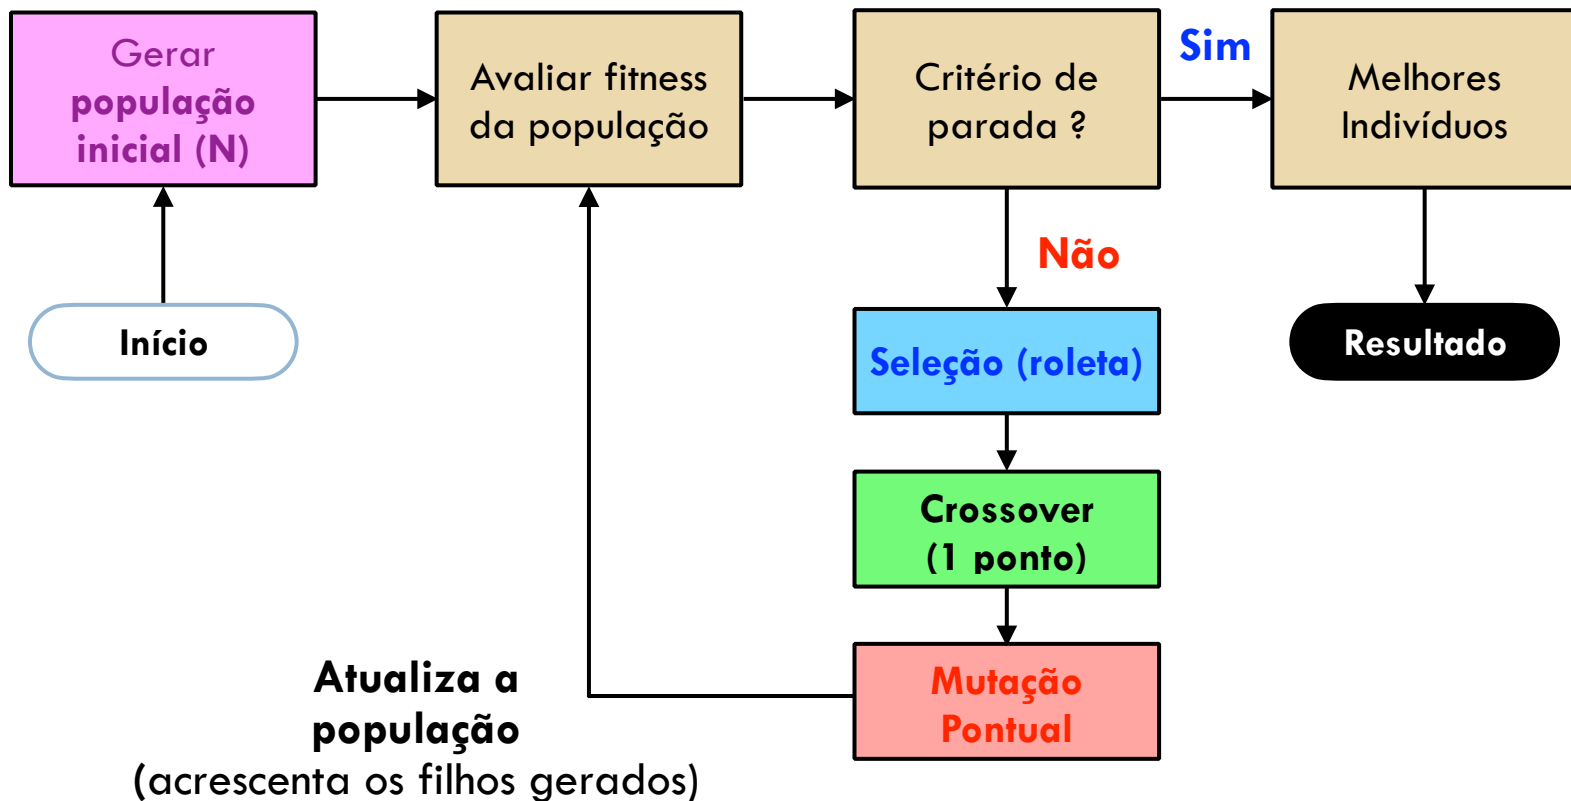 Gerar
população
inicial (N)
Avaliar fitness
da população
Critério de
parada ?
Sim
Melhores
Indivíduos
Não
Início
Seleção (roleta)
Resultado
Crossover
(1 ponto)
Mutação
Pontual
Atualiza a
população
(acrescenta os filhos gerados)